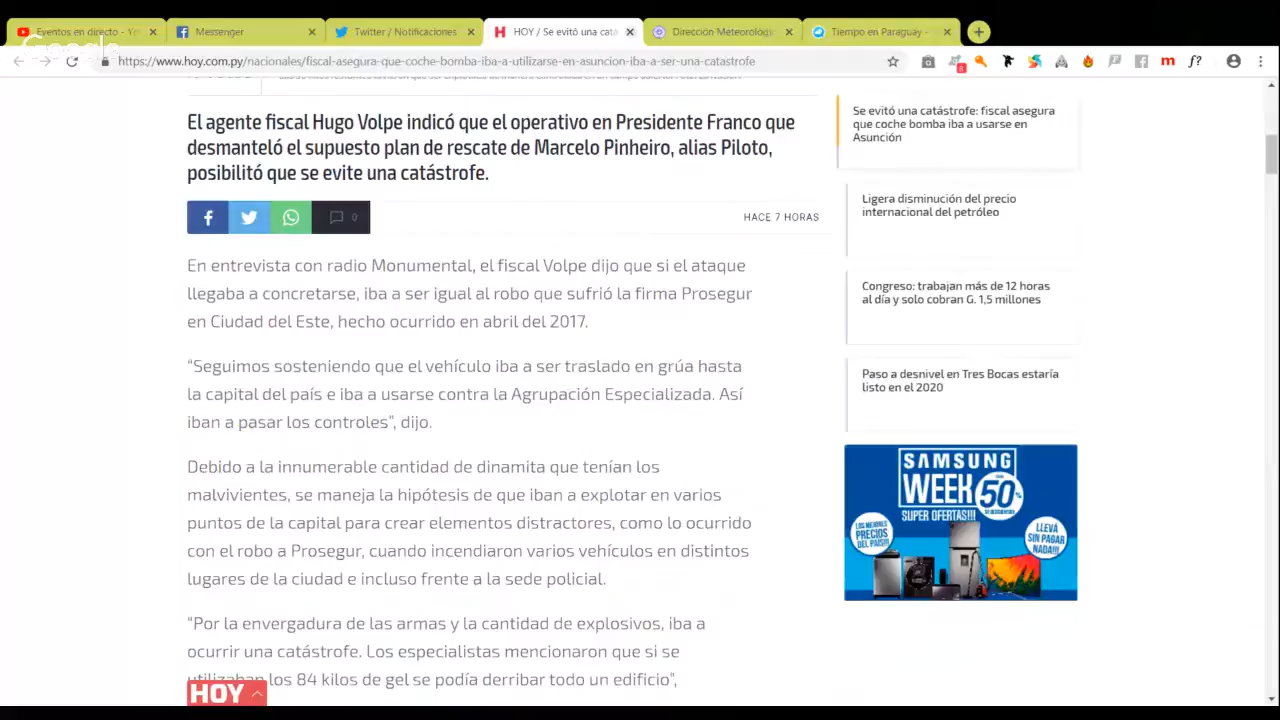 Eventos en directo - Yo
Messenger
Twitter / Notificaciones
HOY / Se evitó una cata
Dirección Meteorologi
Tiempo en Paraguay -
Google
https://www.hoy.com.py/nacionales/fiscal-asegura-que-coche-bomba-iba-a-utilizarse-en-asuncion-iba-a-ser-una-catastrofe
8
m
f?
El agente fiscal Hugo Volpe indicó que el operativo en Presidente Franco que
desmanteló el supuesto plan de rescate de Marcelo Pinheiro, alias Piloto,
posibilitó que se evite una catástrofe.
0
HACE 7 HORAS
En entrevista con radio Monumental, el fiscal Volpe dijo que si el ataque
llegaba a concretarse, iba a ser igual al robo que sufrió la firma Prosegur
en Ciudad del Este, hecho ocurrido en abril del 2017.
“Seguimos sosteniendo que el vehículo iba a ser traslado en grúa hasta
la capital del país e iba a usarse contra la Agrupación Especializada. Así
iban a pasar los controles”, dijo.
Debido a la innumerable cantidad de dinamita que tenían los
malvivientes, se maneja la hipótesis de que iban a explotar en varios
puntos de la capital para crear elementos distractores, como lo ocurrido
con el robo a Prosegur, cuando incendiaron varios vehículos en distintos
lugares de la ciudad e incluso frente a la sede policial.
“Por la envergadura de las armas y la cantidad de explosivos, iba a
ocurrir una catástrofe. Los especialistas mencionaron que si se
utilizaban los 84 kilos de gel se podía derribar todo un edificio”,
HOY
Se evitó una catástrofe: fiscal asegura
que coche bomba iba a usarse en
Asunción
Ligera disminución del precio
internacional del petróleo
Congreso: trabajan más de 12 horas
al día y solo cobran G. 1,5 millones
Paso a desnivel en Tres Bocas estaría
listo en el 2020
SAMSUNG
WEEK 50%
SUPER OFERTAS!!!
LOS MEJORES
PRECIOS
DEL PAÍS!!!
LLEVÁ
SIN PAGAR
NADA!!!